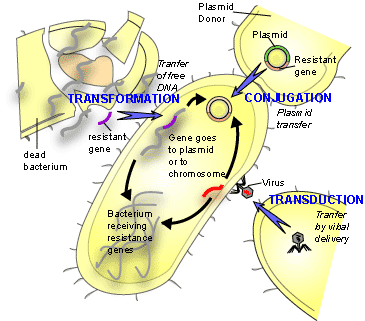 Plasmid
Donor
Plasmid
Resistant
gene
Tranfer
of free
DNA
TRANSFORMATION
CONJUGATION
Plasmid
transfer
resistant
gene
dead
bacterium
Gene goes
to plasmid
or to
chromosome
Virus
TRANSDUCTION
Tranfer
by viral
delivery
Bacterium
receiving
resistance
genes